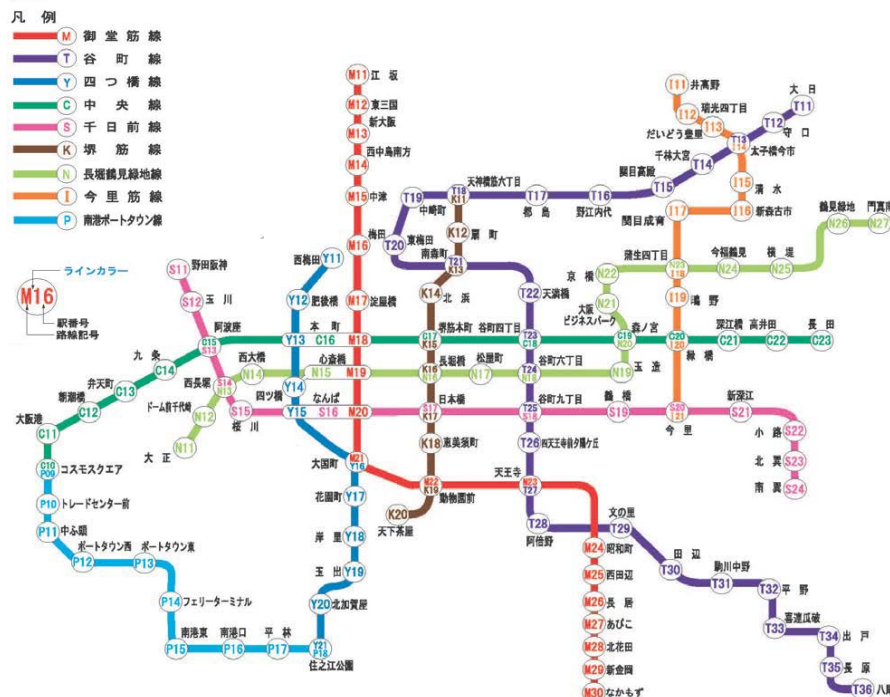 凡例
M 御堂筋線
T 谷町線
Y 四つ橋線
C 中央線
S 千日前線
K 堺筋線
N 長堀鶴見緑地線
I 今里筋線
P 南港ポートタウン線
ラインカラー
M16
駅番号
路線記号
M11 江坂
M12 東三国
M13 新大阪
M14 西中島南方
M15 中津
M16 梅田
M17 淀屋橋
M18 本町
M19 心斎橋
M20 なんば
M21 Y16 大国町
M22 K19 動物園前
M23 T27 天王寺
M24 昭和町
M25 西田辺
M26 長居
M27 あびこ
M28 北花田
M29 新金岡
M30 なかもず
T11 大日
T12 守口
T13 I14 太子橋今市
T14 千林大宮
T15 関目高殿
T16 野江内代
T17 都島
T18 K11 天神橋筋六丁目
T19 中崎町
T20 東梅田
T21 K13 南森町
T22 天満橋
T23 C18 谷町四丁目
T24 N18 谷町六丁目
T25 S18 谷町九丁目
T26 四天王寺前夕陽ケ丘
T28 阿倍野
T29 文の里
T30 田辺
T31 駒川中野
T32 平野
T33 喜連瓜破
T34 出戸
T35 長原
T36
Y11 西梅田
Y12 肥後橋
Y13
Y14 四ツ橋
Y15
Y17 花園町
Y18 岸里
Y19 玉出
Y20 北加賀屋
Y21 P18 住之江公園
C10 P09 コスモスクエア
C11 大阪港
C12 朝潮橋
C13 弁天町
C14 九条
C15 S13 阿波座
C16
C17 K15 堺筋本町
C19 N20 森ノ宮
C20 I20 緑橋
C21 深江橋
C22 高井田
C23 長田
S11 野田阪神
S12 玉川
S14 N13 西長堀
S15 桜川
S16
S17 K17 日本橋
S19 鶴橋
S20 I21 今里
S21 新深江
S22 小路
S23 北巽
S24 南巽
K12 扇町
K14 北浜
K16 N16 長堀橋
K18 恵美須町
K20 天下茶屋
N11 大正
N12 ドーム前千代崎
N14 西大橋
N15
N17 松屋町
N19 玉造
N21 大阪ビジネスパーク
N22 京橋
N23 I18 蒲生四丁目
N24 今福鶴見
N25 横堤
N26 鶴見緑地
N27 門真南
I11 井高野
I12 瑞光四丁目
I13 だいどう豊里
I15 清水
I16 新森古市
I17 関目成育
I19 鴫野
P10 トレードセンター前
P11 中ふ頭
P12 ポートタウン西
P13 ポートタウン東
P14 フェリーターミナル
P15 南港東
P16 南港口
P17 平林